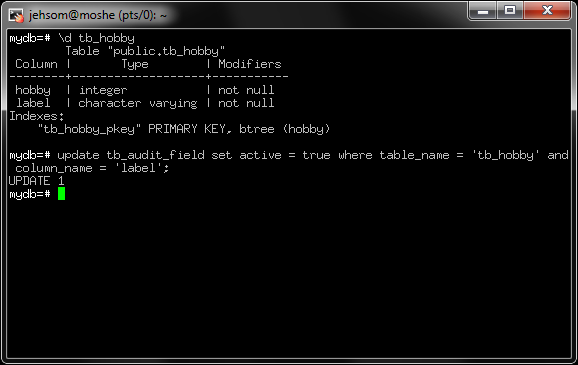 jehsom@moshe (pts/0): ~
mydb=# \d tb_hobby
Table "public.tb_hobby"
Column | Type | Modifiers
--------+-------------------+-----------
hobby | integer | not null
label | character varying | not null
Indexes:
"tb_hobby_pkey" PRIMARY KEY, btree (hobby)
mydb=# update tb_audit_field set active = true where table_name = 'tb_hobby' and
column_name = 'label';
UPDATE 1
mydb=#